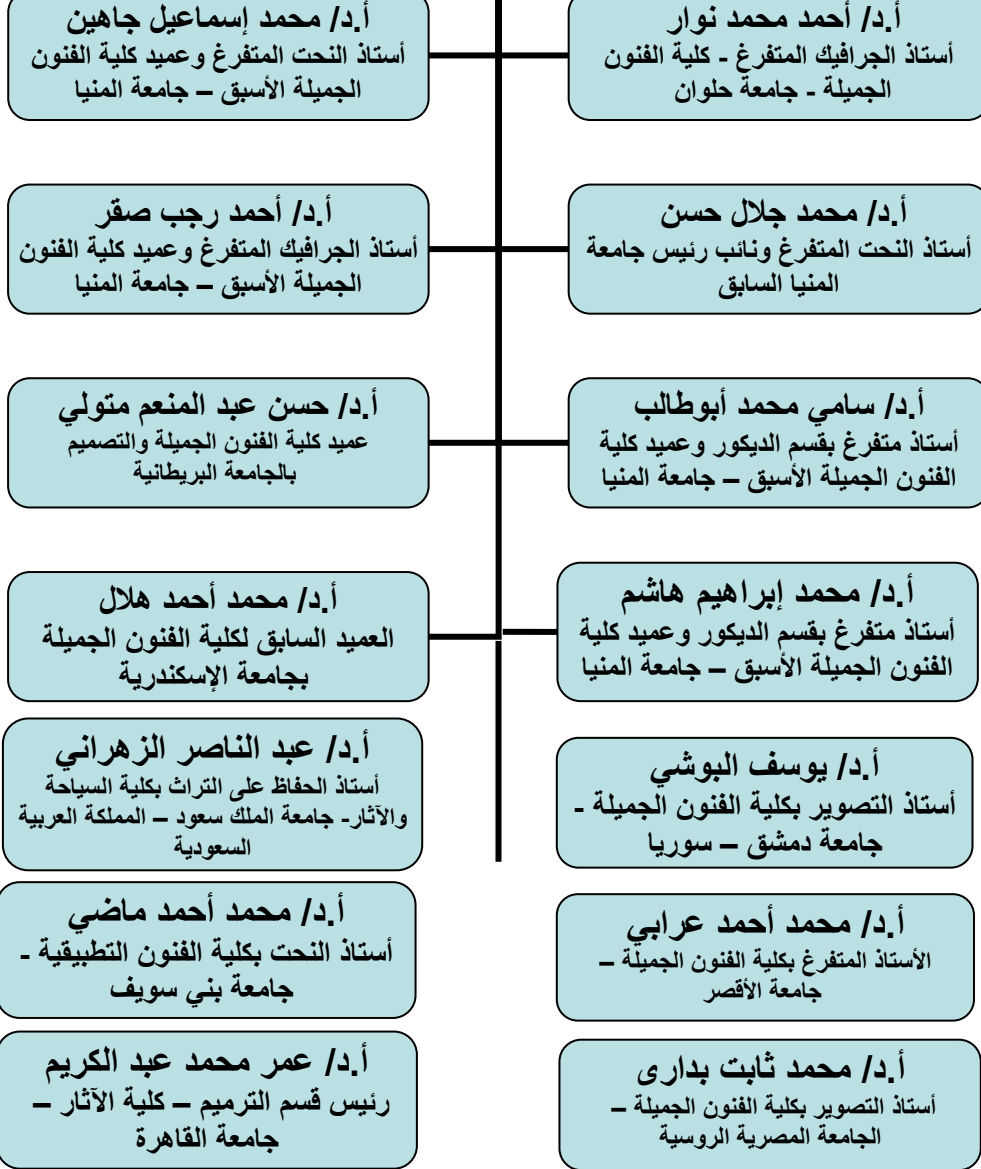 أ.د/ أحمد محمد نوار
أستاذ الجرافيك المتفرغ - كلية الفنون
الجميلة - جامعة حلوان
أ.د/ محمد إسماعيل جاهين
أستاذ النحت المتفرغ وعميد كلية الفنون
الجميلة الأسبق – جامعة المنيا
أ.د/ محمد جلال حسن
أستاذ النحت المتفرغ ونائب رئيس جامعة
المنيا السابق
أ.د/ أحمد رجب صقر
أستاذ الجرافيك المتفرغ وعميد كلية الفنون
الجميلة الأسبق – جامعة المنيا
أ.د/ سامي محمد أبوطالب
أستاذ متفرغ بقسم الديكور وعميد كلية
الفنون الجميلة الأسبق – جامعة المنيا
أ.د/ حسن عبد المنعم متولي
عميد كلية الفنون الجميلة والتصميم
بالجامعة البريطانية
أ.د/ محمد إبراهيم هاشم
أستاذ متفرغ بقسم الديكور وعميد كلية
الفنون الجميلة الأسبق – جامعة المنيا
أ.د/ محمد أحمد هلال
العميد السابق لكلية الفنون الجميلة
بجامعة الإسكندرية
أ.د/ يوسف البوشي
أستاذ التصوير بكلية الفنون الجميلة -
جامعة دمشق – سوريا
أ.د/ عبد الناصر الزهراني
أستاذ الحفاظ على التراث بكلية السياحة
والآثار- جامعة الملك سعود – المملكة العربية
السعودية
أ.د/ محمد أحمد عرابي
الأستاذ المتفرغ بكلية الفنون الجميلة –
جامعة الأقصر
أ.د/ محمد أحمد ماضي
أستاذ النحت بكلية الفنون التطبيقية -
جامعة بني سويف
أ.د/ محمد ثابت بدارى
أستاذ التصوير بكلية الفنون الجميلة –
الجامعة المصرية الروسية
أ.د/ عمر محمد عبد الكريم
رئيس قسم الترميم – كلية الآثار –
جامعة القاهرة